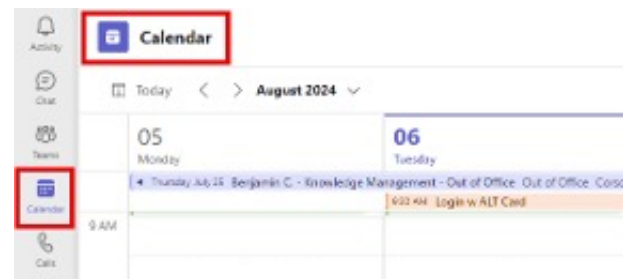 Activity
Calendar
Chat
Today
August 2024
Teams
05
06
Monday
Tuesday
Thursday July 25 Benjamin C. - Knowledge Management - Out of Office Out of Office
Login w ALT Card
Calendar
9 AM
Calls